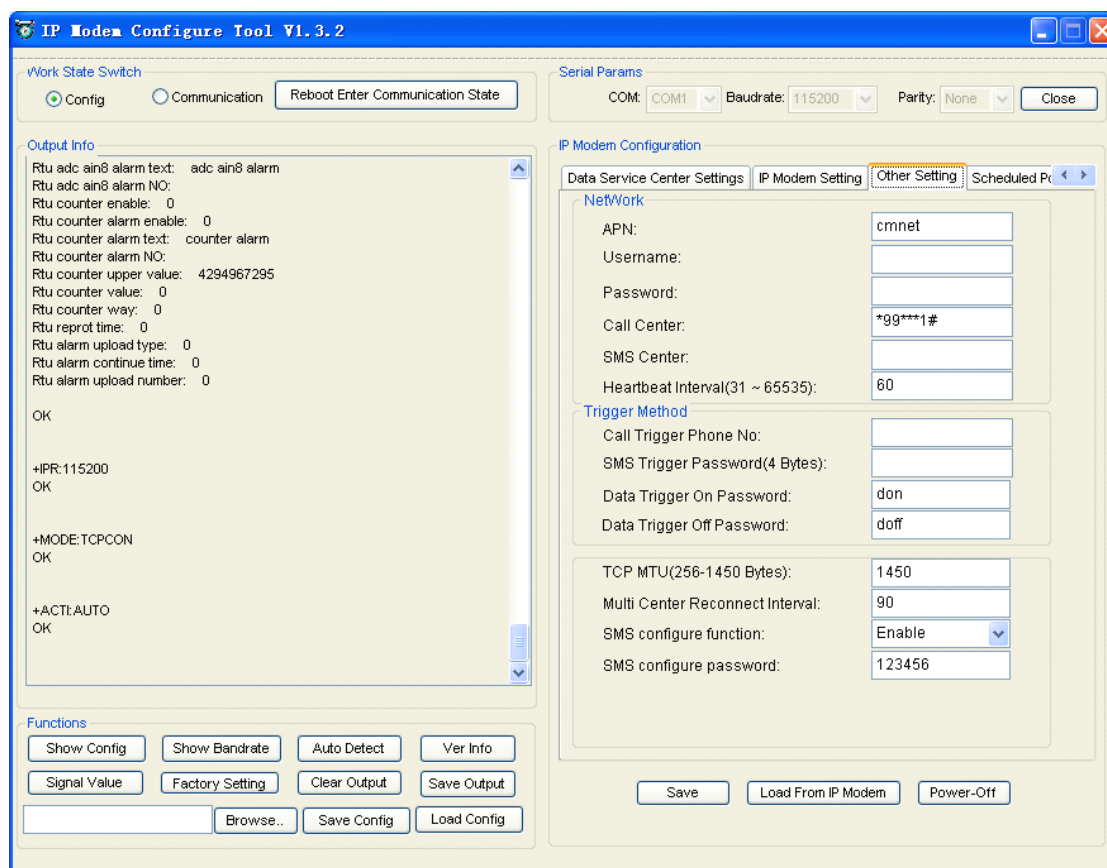 IP Modem Configure Tool V1.3.2
Work State Switch
Config
Communication
Reboot Enter Communication State
Serial Params
COM: COM1 Baudrate: 115200 Parity: None Close
Output Info
Rtu adc ain8 alarm text: adc ain8 alarm
Rtu adc ain8 alarm NO:
Rtu counter enable: 0
Rtu counter alarm enable: 0
Rtu counter alarm text: counter alarm
Rtu counter alarm NO:
Rtu counter upper value: 4294967295
Rtu counter value: 0
Rtu counter way: 0
Rtu reprot time: 0
Rtu alarm upload type: 0
Rtu alarm continue time: 0
Rtu alarm upload number: 0
OK
+IPR:115200
OK
+MODE:TCPCON
OK
+ACTI:AUTO
OK
Functions
Show Config Show Bandrate Auto Detect Ver Info
Signal Value Factory Setting Clear Output Save Output
Browse.. Save Config Load Config
IP Modem Configuration
Data Service Center Settings IP Modem Setting Other Setting Scheduled Po
NetWork
APN: cmnet
Username:
Password:
Call Center: *99***1#
SMS Center:
Heartbeat Interval(31 ~ 65535): 60
Trigger Method
Call Trigger Phone No:
SMS Trigger Password(4 Bytes):
Data Trigger On Password: don
Data Trigger Off Password: doff
TCP MTU(256-1450 Bytes): 1450
Multi Center Reconnect Interval: 90
SMS configure function: Enable
SMS configure password: 123456
Save Load From IP Modem Power-Off